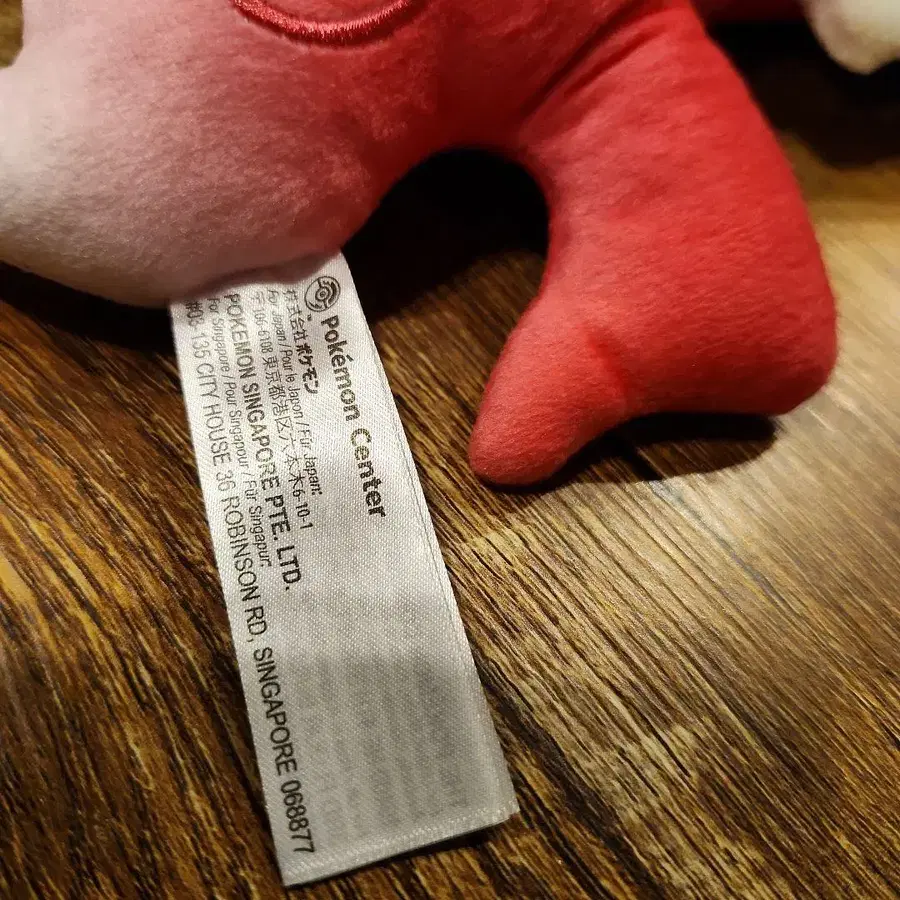 Pokémon Center
株式会社ポケモン
For Japan / Pour le Japon / Für Japan:
〒106-6108 東京都港区六本木6-10-1
POKEMON SINGAPORE PTE. LTD.
For Singapore / Pour Singapour / Für Singapur:
#03-135 CITY HOUSE 36 ROBINSON RD, SINGAPORE 068877